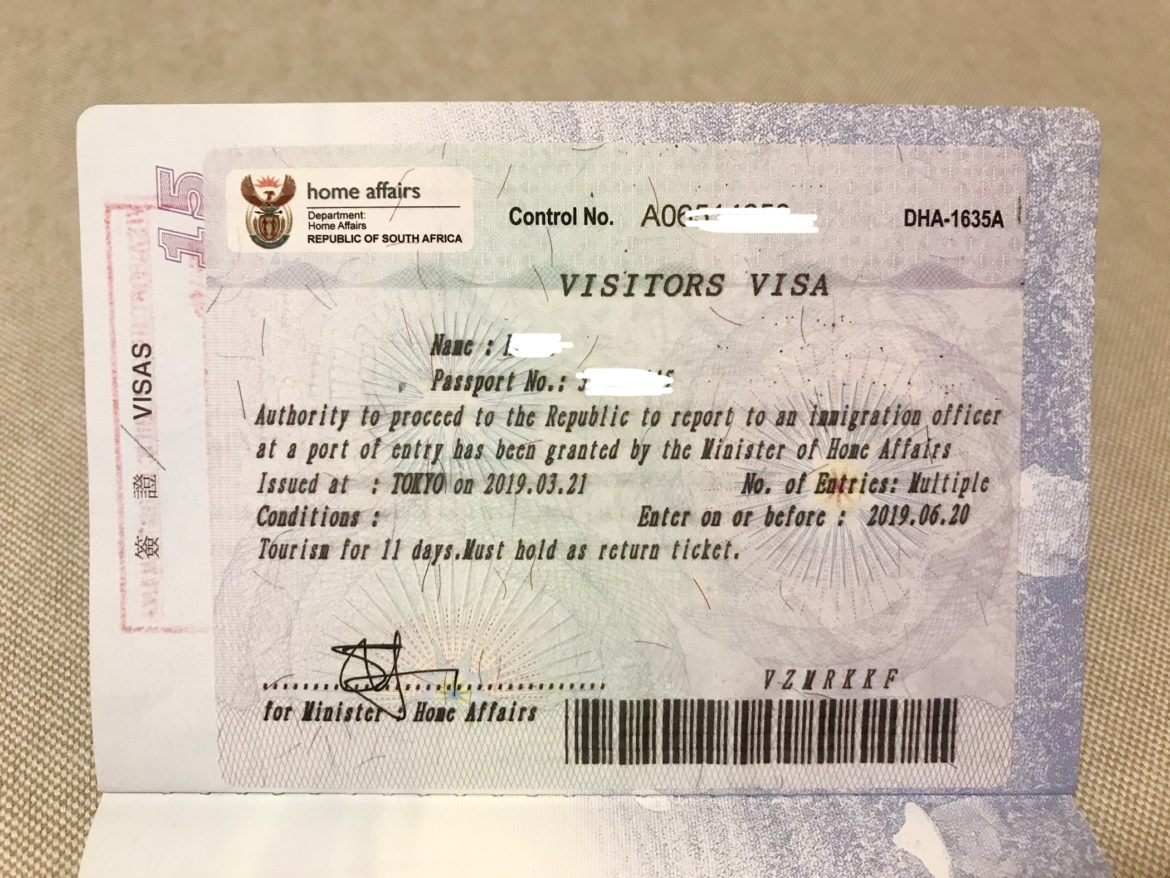 home affairs
Department:
Home Affairs
REPUBLIC OF SOUTH AFRICA
Control No. A06
DHA-1635A
VISITORS VISA
Name :
Passport No.:
Authority to proceed to the Republic to report to an immigration officer
at a port of entry has been granted by the Minister of Home Affairs
Issued at : TOKYO on 2019.03.21 No. of Entries: Multiple
Conditions : Enter on or before : 2019.06.20
Tourism for 11 days.Must hold as return ticket.
for Minister : Home Affairs
VZMRKKF
15
簽 證 / VISAS